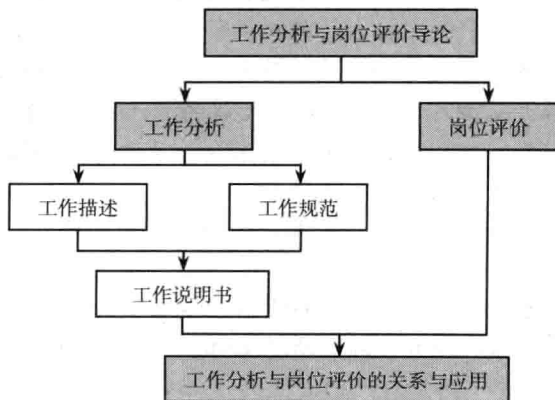 工作分析与岗位评价导论
工作分析
岗位评价
工作描述
工作规范
工作说明书
工作分析与岗位评价的关系与应用